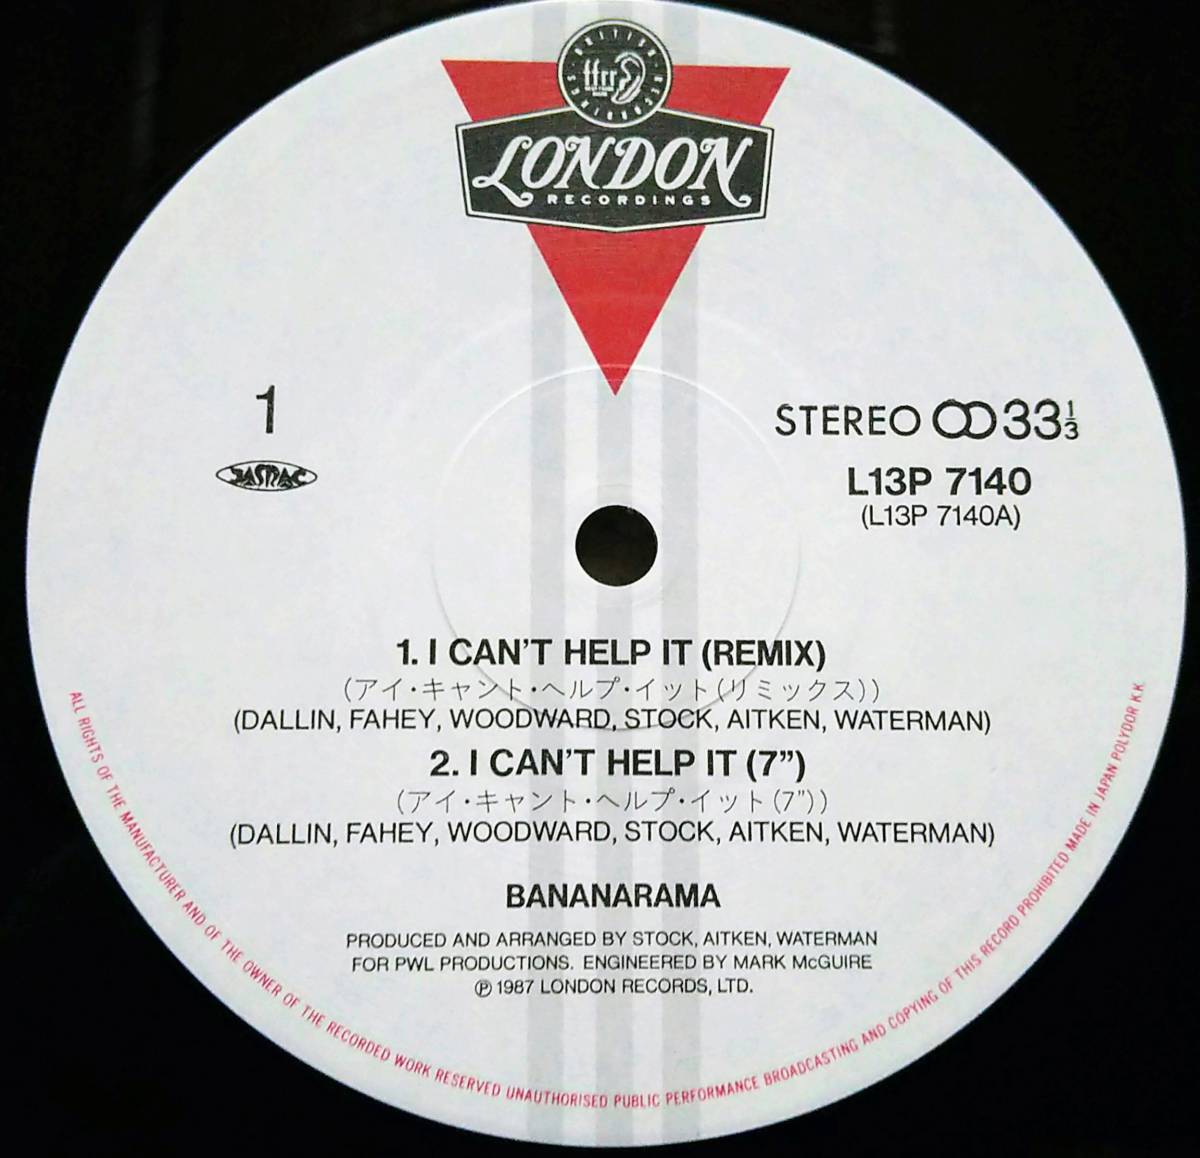 BRITISH RECORDINGS
ffrr
LONDON
RECORDINGS
1
JASRAC
STEREO 33 1/3
L13P 7140
(L13P 7140A)
1. I CAN'T HELP IT (REMIX)
(アイ・キャント・ヘルプ・イット(リミックス))
(DALLIN, FAHEY, WOODWARD, STOCK, AITKEN, WATERMAN)
2. I CAN'T HELP IT (7")
(アイ・キャント・ヘルプ・イット(7"))
(DALLIN, FAHEY, WOODWARD, STOCK, AITKEN, WATERMAN)
BANANARAMA
PRODUCED AND ARRANGED BY STOCK, AITKEN, WATERMAN
FOR PWL PRODUCTIONS. ENGINEERED BY MARK McGUIRE
℗ 1987 LONDON RECORDS, LTD.
ALL RIGHTS OF THE MANUFACTURER AND OF THE OWNER OF THE RECORDED WORK RESERVED UNAUTHORISED PUBLIC PERFORMANCE BROADCASTING AND COPYING OF THIS RECORD PROHIBITED MADE IN JAPAN POLYDOR K.K.